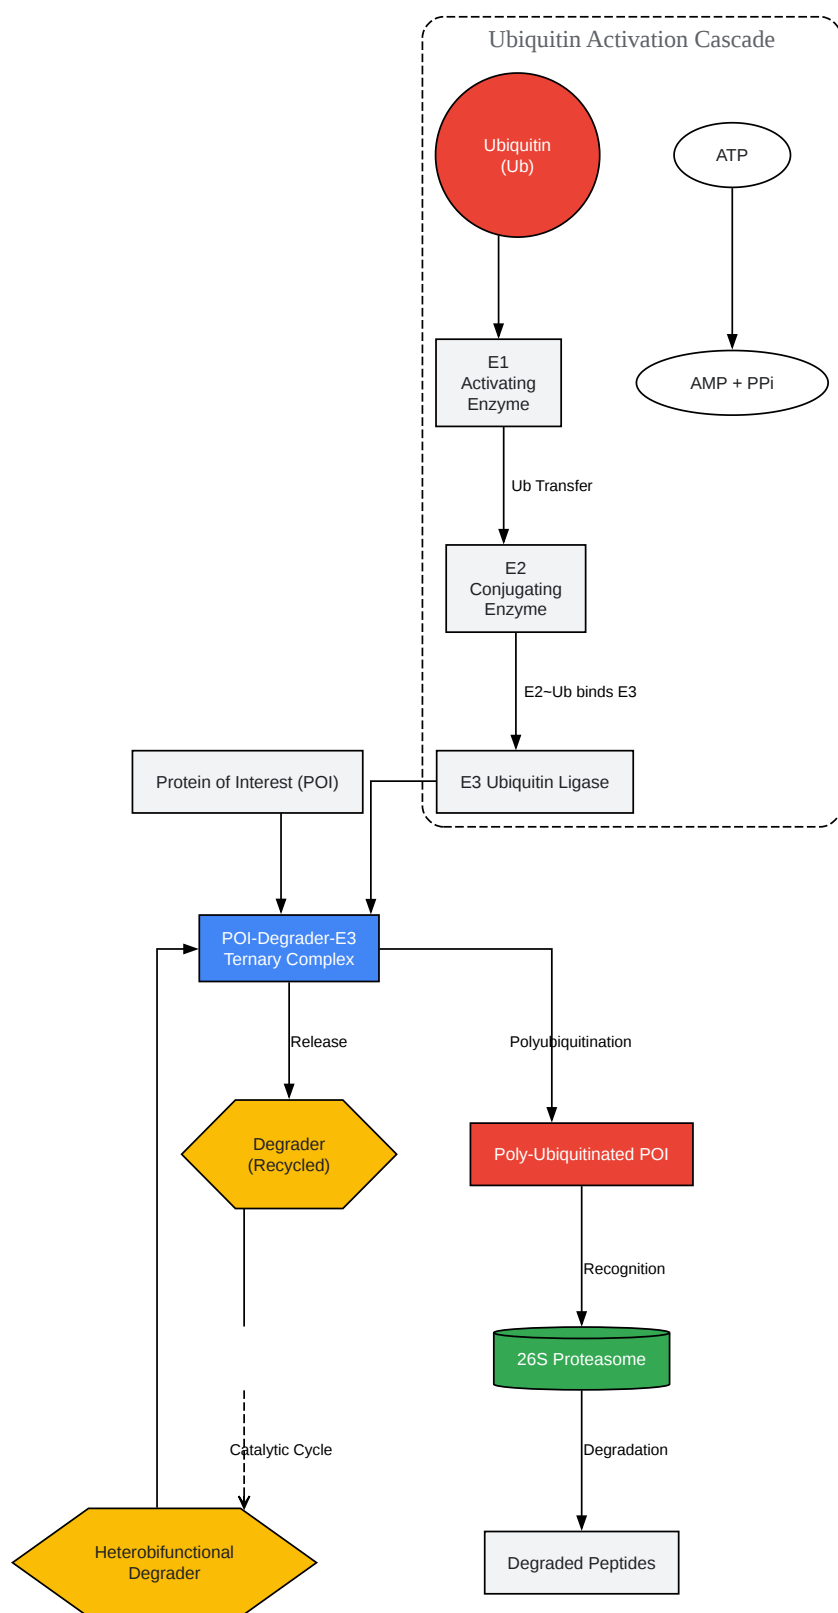 Ubiquitin Activation Cascade
Ubiquitin
(Ub)
ATP
E1
Activating
Enzyme
AMP + PPi
Ub Transfer
E2
Conjugating
Enzyme
E2~Ub binds E3
Protein of Interest (POI)
E3 Ubiquitin Ligase
POI-Degrader-E3
Ternary Complex
Release
Polyubiquitination
Degrader
(Recycled)
Poly-Ubiquitinated POI
Recognition
26S Proteasome
Catalytic Cycle
Degradation
Heterobifunctional
Degrader
Degraded Peptides